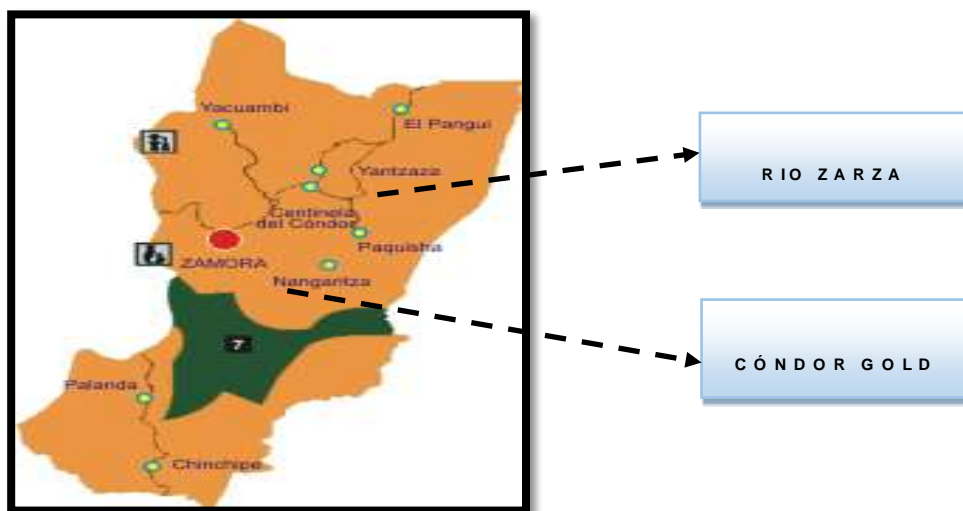 Yacuambi
El Pangui
Yantzaza
Centinela
del Cóndor
Paquisha
ZAMORA
Nangaritza
7
Palanda
Chinchipe
RIO ZARZA
CÓNDOR GOLD